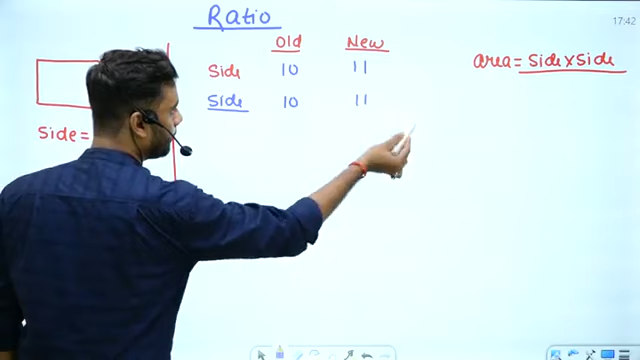 Ratio
17:42
Old New
Side 10 11
Side 10 11
area = Side x Side
Side =